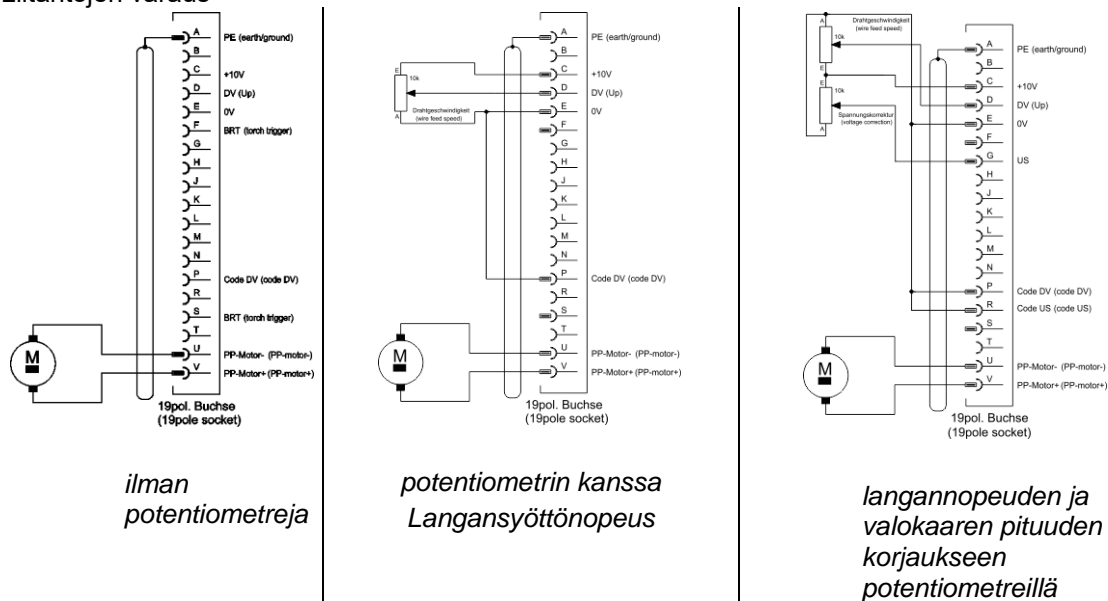 Liitäntöjen varaus
A PE (earth/ground)
B
C +10V
D DV (Up)
E 0V
F BRT (torch trigger)
G
H
J
K
L
M
N
P Code DV (code DV)
R
S BRT (torch trigger)
T
U PP-Motor- (PP-motor-)
V PP-Motor+ (PP-motor+)
M
19pol. Buchse
(19pole socket)
ilman
potentiometreja
A PE (earth/ground)
B
E
10k
C +10V
D DV (Up)
Drahtgeschwindigkeit
(wire feed speed)
A
E 0V
F
G
H
J
K
L
M
N
P Code DV (code DV)
R
S
T
U PP-Motor- (PP-motor-)
V PP-Motor+ (PP-motor+)
M
19pol. Buchse
(19pole socket)
potentiometrin kanssa
Langansyöttönopeus
A
Drahtgeschwindigkeit
(wire feed speed)
10k
E
A PE (earth/ground)
B
E
C +10V
10k
D DV (Up)
Spannungskorrektur
(voltage correction)
A
E 0V
F
G US
H
J
K
L
M
N
P Code DV (code DV)
R Code US (code US)
S
T
U PP-Motor- (PP-motor-)
V PP-Motor+ (PP-motor+)
M
19pol. Buchse
(19pole socket)
langannopeuden ja
valokaaren pituuden
korjaukseen
potentiometreillä